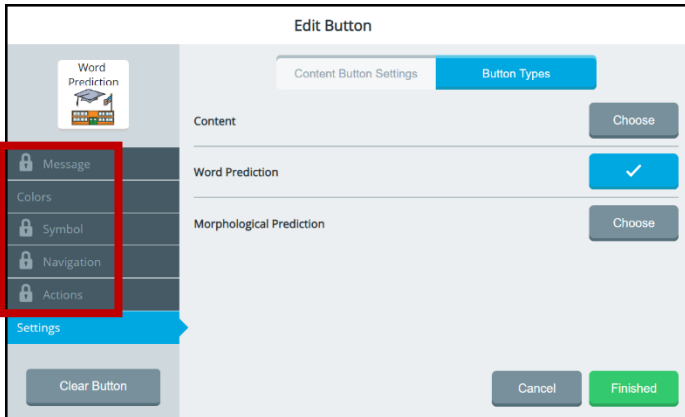 Edit Button
Word
Prediction
Content Button Settings
Button Types
Content
Choose
Message
Word Prediction
Colors
Symbol
Morphological Prediction
Choose
Navigation
Actions
Settings
Clear Button
Cancel
Finished